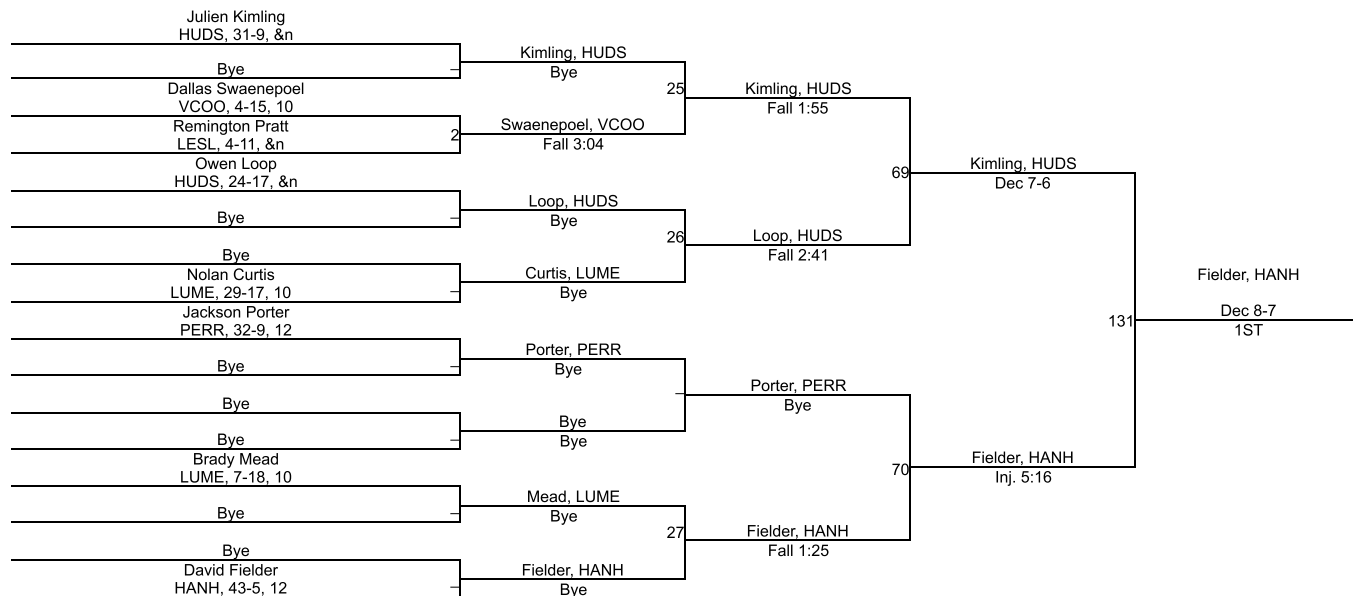 Julien Kimling
HUDS, 31-9, &n
Bye
Dallas Swaenepoel
VCOO, 4-15, 10
Remington Pratt
LESL, 4-11, &n
Owen Loop
HUDS, 24-17, &n
Bye
Bye
Nolan Curtis
LUME, 29-17, 10
Jackson Porter
PERR, 32-9, 12
Bye
Bye
Bye
Brady Mead
LUME, 7-18, 10
Bye
Bye
David Fielder
HANH, 43-5, 12
2
Kimling, HUDS
Bye
Swaenepoel, VCOO
Fall 3:04
Loop, HUDS
Bye
Curtis, LUME
Bye
Porter, PERR
Bye
Bye
Bye
Mead, LUME
Bye
Fielder, HANH
Bye
25
26
27
Kimling, HUDS
Fall 1:55
Loop, HUDS
Fall 2:41
Porter, PERR
Bye
Fielder, HANH
Fall 1:25
69
70
Kimling, HUDS
Dec 7-6
Fielder, HANH
Inj. 5:16
131
Fielder, HANH
Dec 8-7
1ST